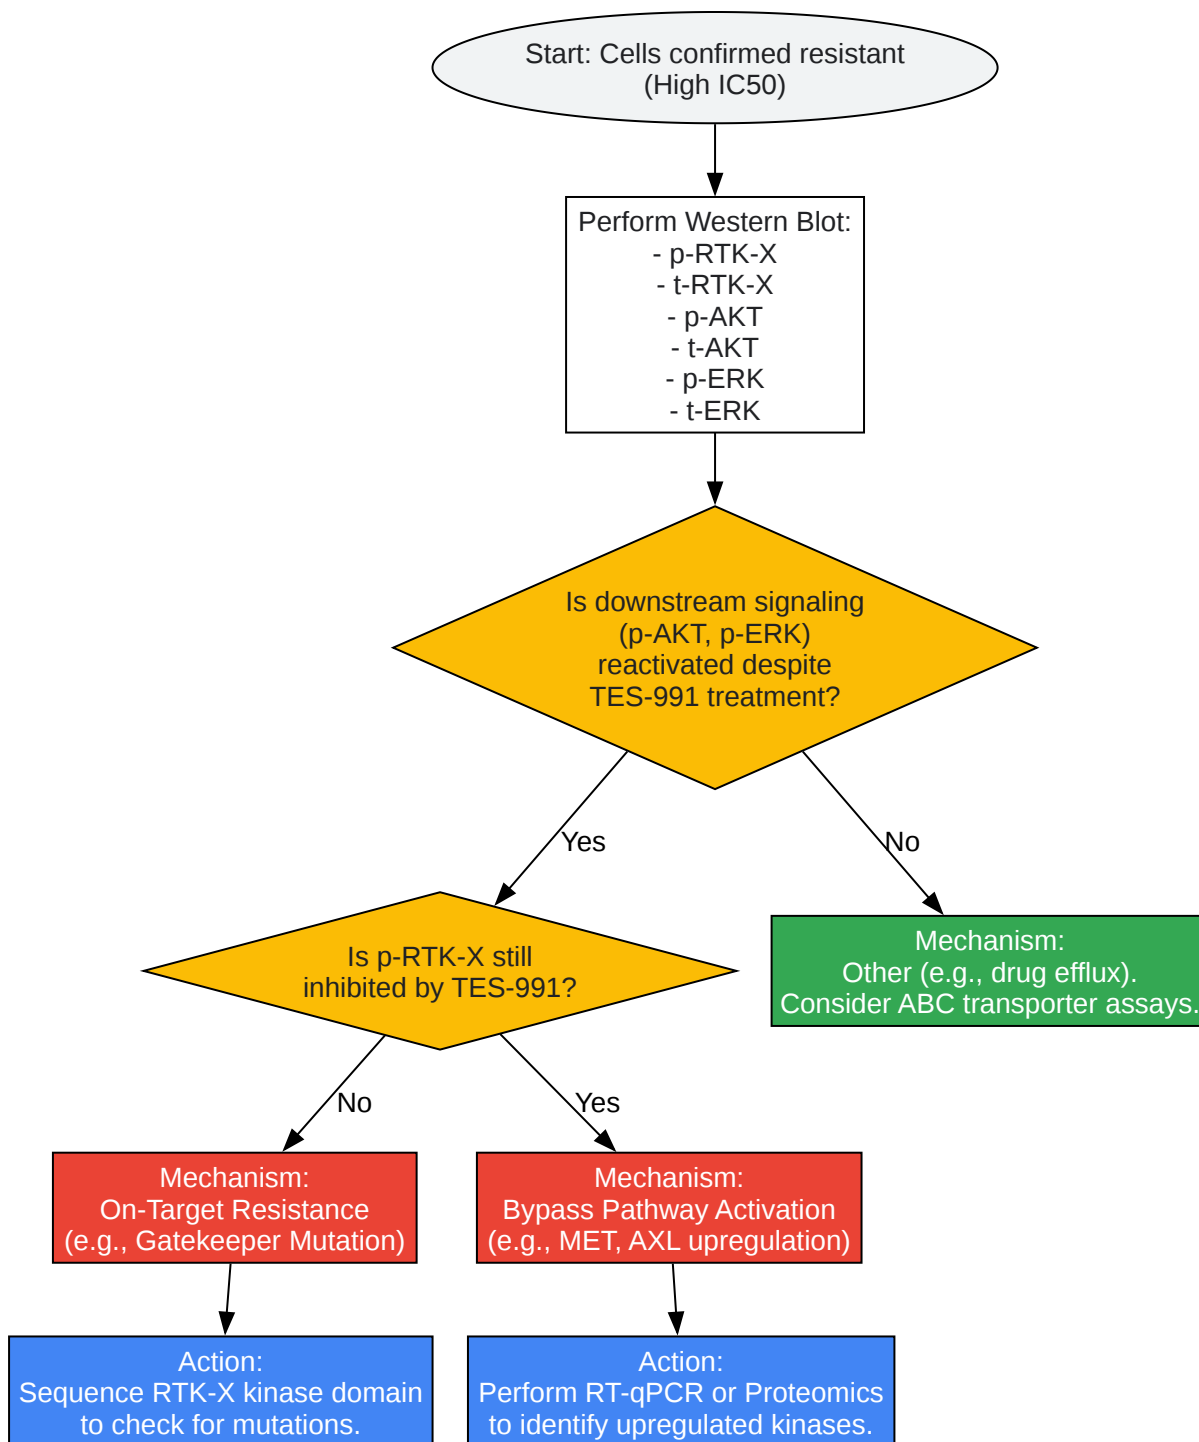 Start: Cells confirmed resistant
(High IC50)
Perform Western Blot:
- p-RTK-X
- t-RTK-X
- p-AKT
- t-AKT
- p-ERK
- t-ERK
Is downstream signaling
(p-AKT, p-ERK)
reactivated despite
TES-991 treatment?
Yes
No
Is p-RTK-X still
inhibited by TES-991?
Mechanism:
Other (e.g., drug efflux).
Consider ABC transporter assays.
No
Yes
Mechanism:
On-Target Resistance
(e.g., Gatekeeper Mutation)
Mechanism:
Bypass Pathway Activation
(e.g., MET, AXL upregulation)
Action:
Sequence RTK-X kinase domain
to check for mutations.
Action:
Perform RT-qPCR or Proteomics
to identify upregulated kinases.